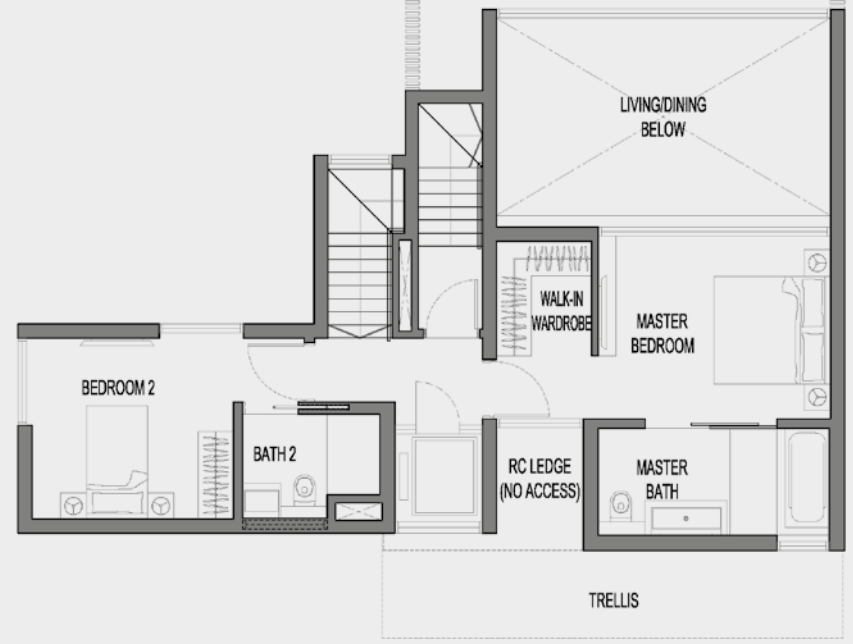 LIVING/DINING
BELOW
WALK-IN
WARDROBE
MASTER
BEDROOM
BEDROOM 2
BATH 2
RC LEDGE
(NO ACCESS)
MASTER
BATH
TRELLIS